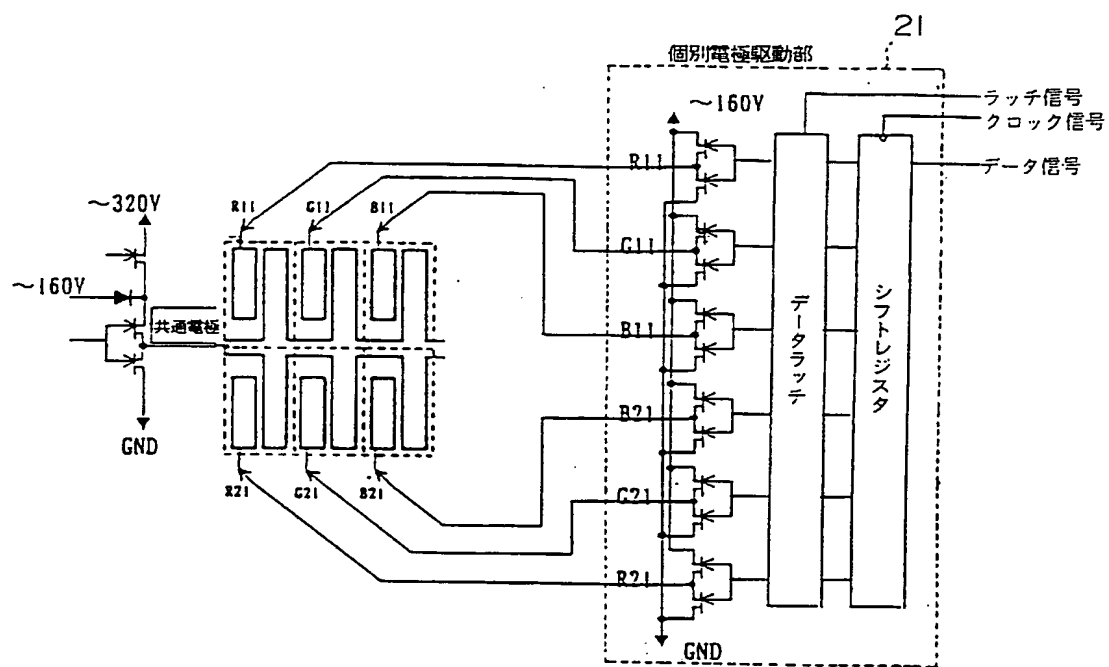 21
個別電極駆動部
~160V
ラッチ信号
クロック信号
データ信号
R11
~320V
R11
G11
B11
G11
~160V
共通電極
B11
データラッチ
シフトレジスタ
B21
GND
R21
G21
B21
G21
R21
GND